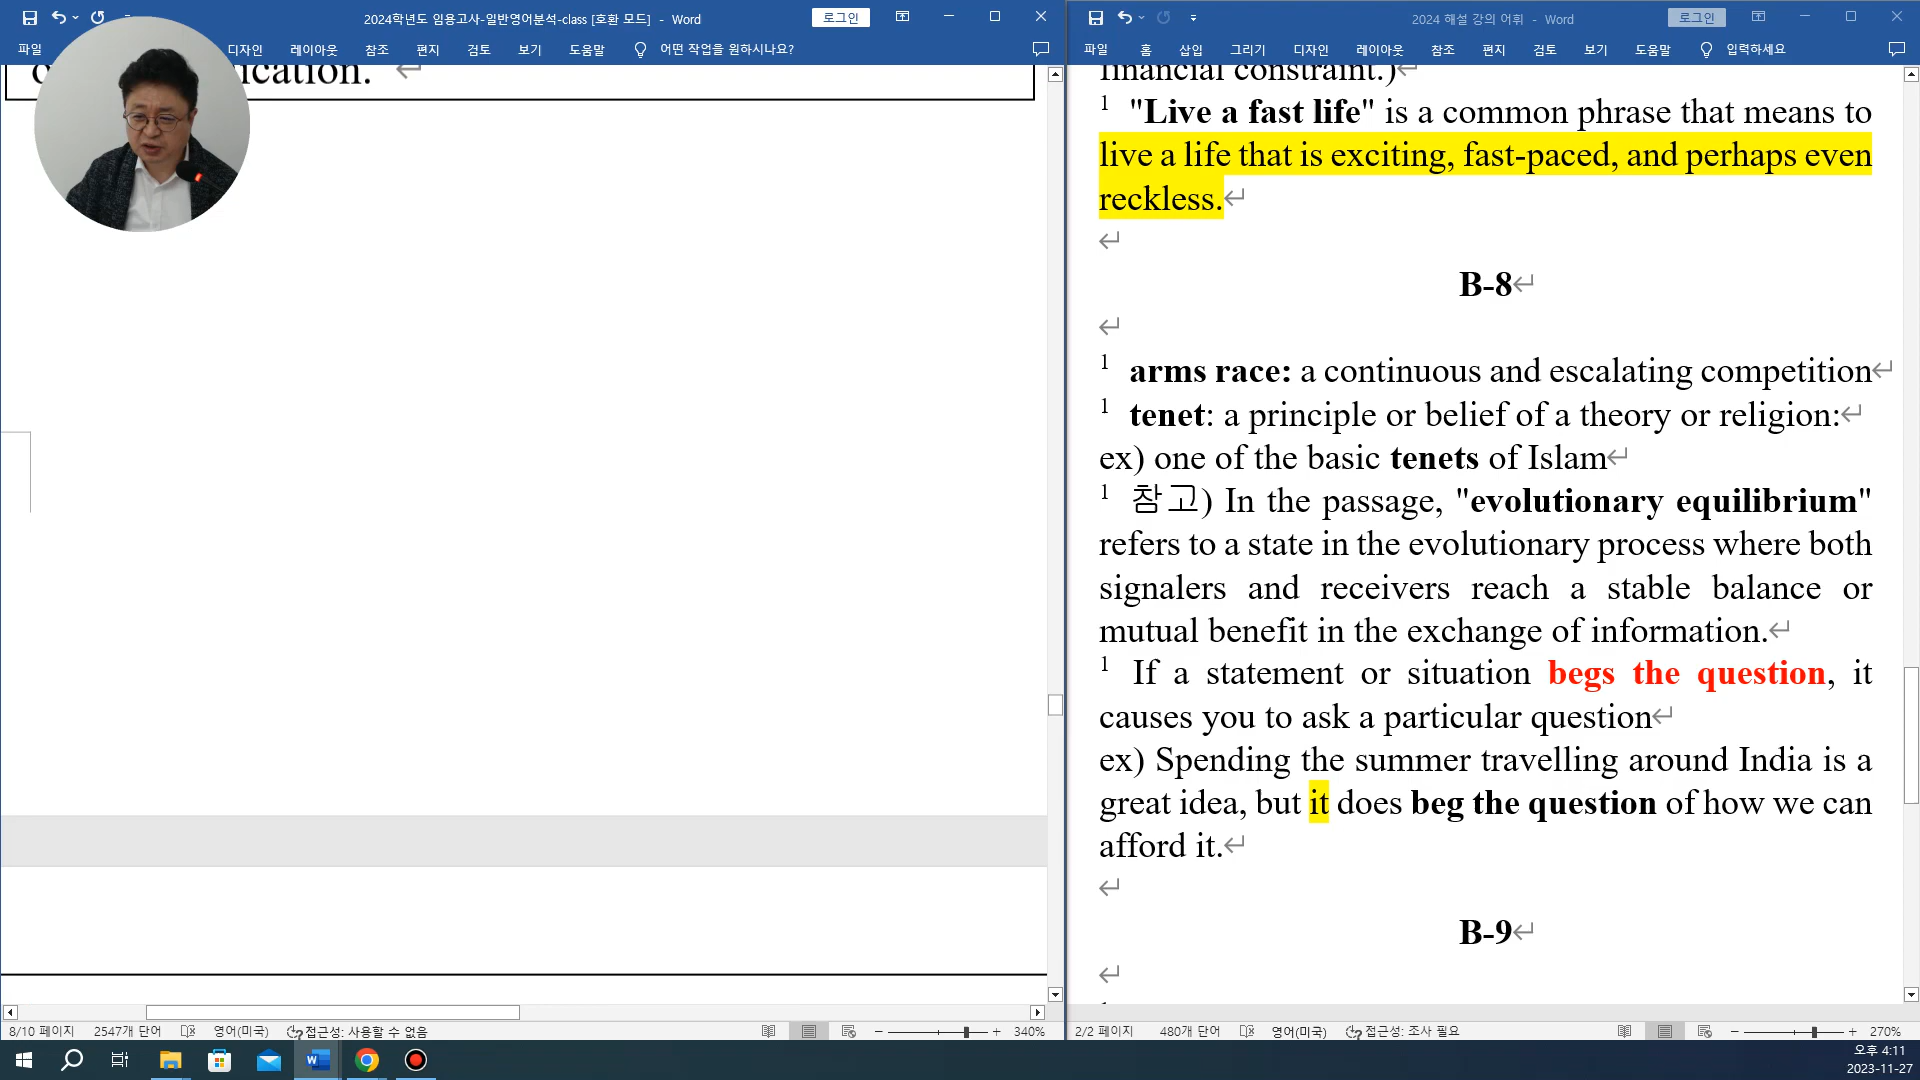 2024학년도 임용고사-일반영어분석-class [호환 모드] - Word
로그인
파일 디자인 레이아웃 참조 편지 검토 보기 도움말 어떤 작업을 원하시나요?
ication.
8/10 페이지 2547개 단어 영어(미국) 접근성: 사용할 수 없음 340%
2024 해설 강의 어휘 - Word
로그인
파일 홈 삽입 그리기 디자인 레이아웃 참조 편지 검토 보기 도움말 입력하세요
financial constraint.)
1 "Live a fast life" is a common phrase that means to
live a life that is exciting, fast-paced, and perhaps even
reckless.
B-8
1 arms race: a continuous and escalating competition
1 tenet: a principle or belief of a theory or religion:
ex) one of the basic tenets of Islam
1 참고) In the passage, "evolutionary equilibrium"
refers to a state in the evolutionary process where both
signalers and receivers reach a stable balance or
mutual benefit in the exchange of information.
1 If a statement or situation begs the question, it
causes you to ask a particular question
ex) Spending the summer travelling around India is a
great idea, but it does beg the question of how we can
afford it.
B-9
2/2 페이지 480개 단어 영어(미국) 접근성: 조사 필요 270%
오후 4:11
2023-11-27